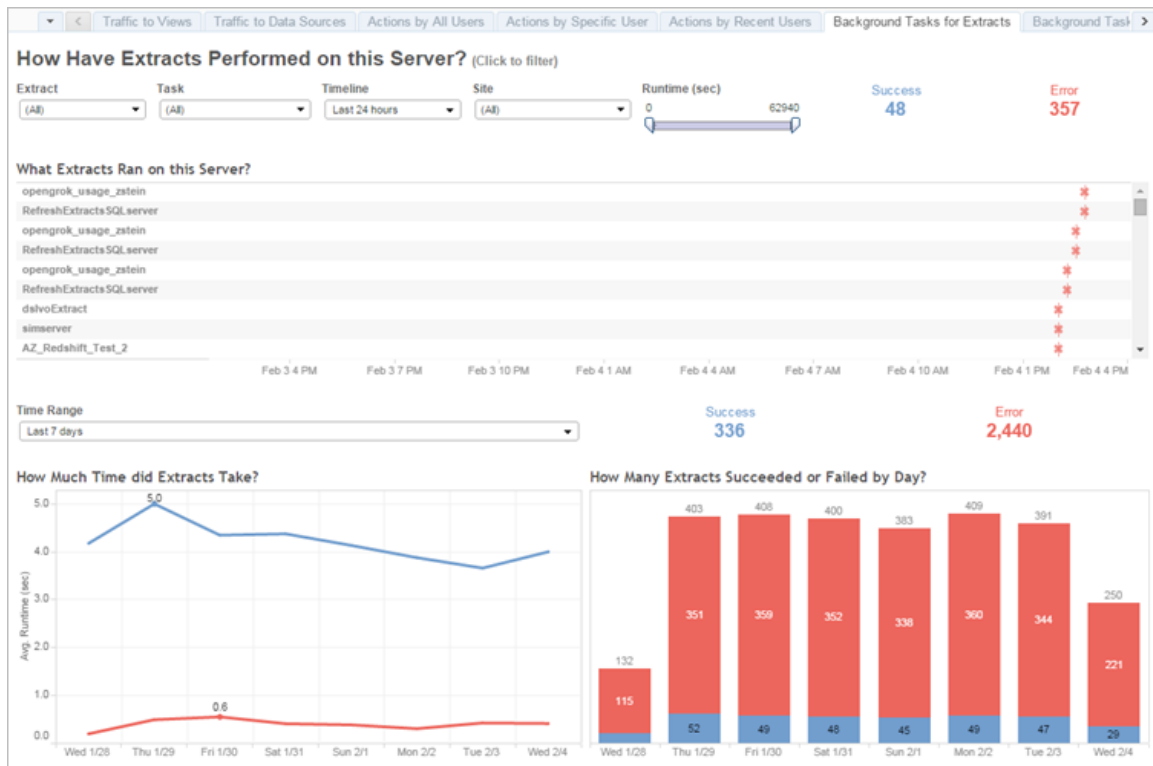 Traffic to Views Traffic to Data Sources Actions by All Users Actions by Specific User Actions by Recent Users Background Tasks for Extracts Background Task
How Have Extracts Performed on this Server? (Click to filter)
Extract Task Timeline Site Runtime (sec) Success Error
(All) (All) Last 24 hours (All) 0 62940 48 357
What Extracts Ran on this Server?
opengrok_usage_zstein
RefreshExtractsSQLserver
opengrok_usage_zstein
RefreshExtractsSQLserver
opengrok_usage_zstein
RefreshExtractsSQLserver
dslvoExtract
simserver
AZ_Redshift_Test_2
Feb 3 4 PM Feb 3 7 PM Feb 3 10 PM Feb 4 1 AM Feb 4 4 AM Feb 4 7 AM Feb 4 10 AM Feb 4 1 PM Feb 4 4 PM
Time Range Success Error
Last 7 days 336 2,440
How Much Time did Extracts Take?
5.0
5.0
4.0
3.0
2.0
1.0
0.6
0.0
Avg. Runtime (sec)
Wed 1/28 Thu 1/29 Fri 1/30 Sat 1/31 Sun 2/1 Mon 2/2 Tue 2/3 Wed 2/4
How Many Extracts Succeeded or Failed by Day?
132 403 408 400 383 409 391 250
115 351 359 352 338 360 344 221
52 49 48 45 49 47 29
Wed 1/28 Thu 1/29 Fri 1/30 Sat 1/31 Sun 2/1 Mon 2/2 Tue 2/3 Wed 2/4